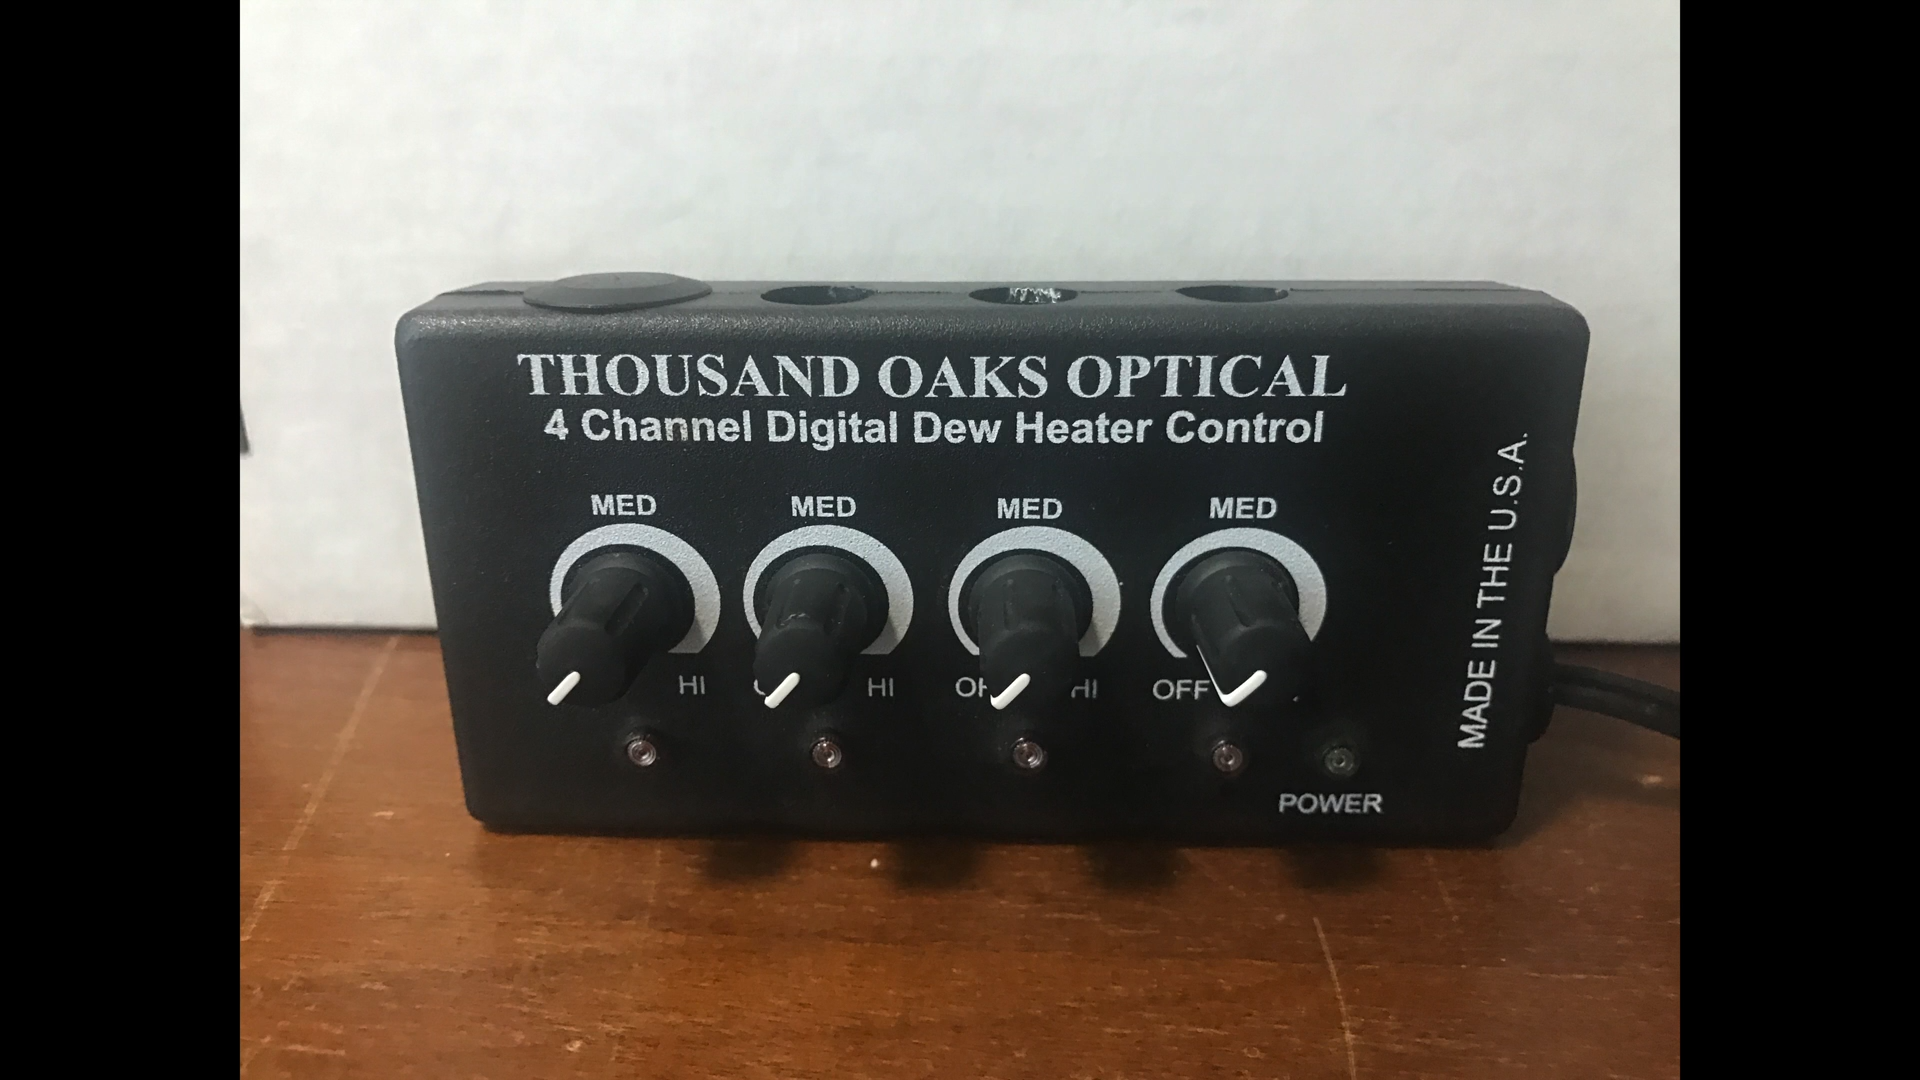 THOUSAND OAKS OPTICAL
4 Channel Digital Dew Heater Control
MED MED MED MED
HI HI OFF
POWER
MADE IN THE U.S.A.